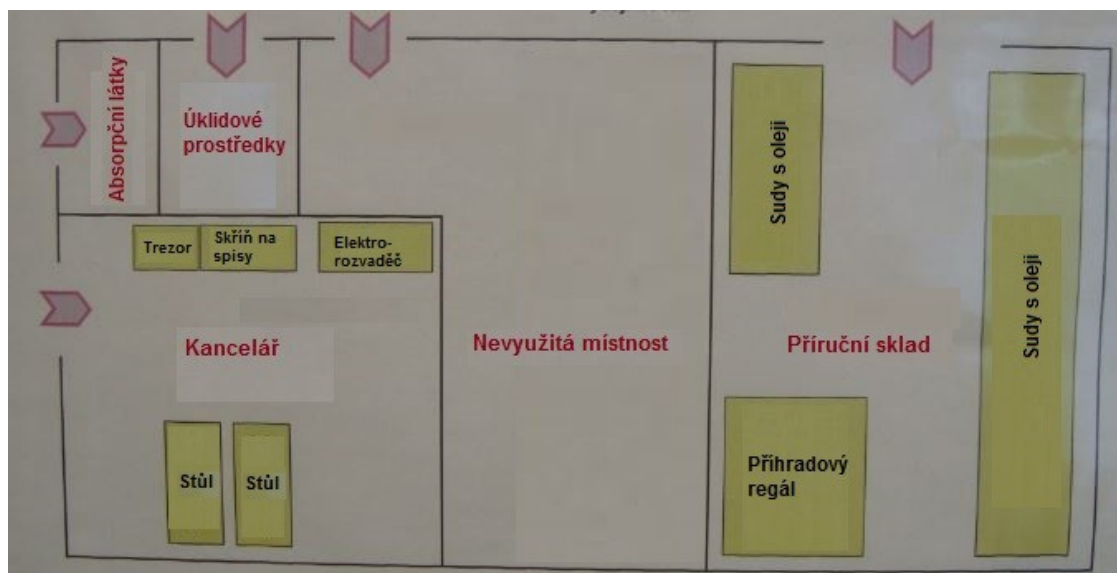 Absorpční látky
Úklidové
prostředky
Sudy s oleji
Sudy s oleji
Trezor
Skříň na
spisy
Elektro-
rozvaděč
Kancelář
Nevyužitá místnost
Příruční sklad
Stůl
Stůl
Příhradový
regál